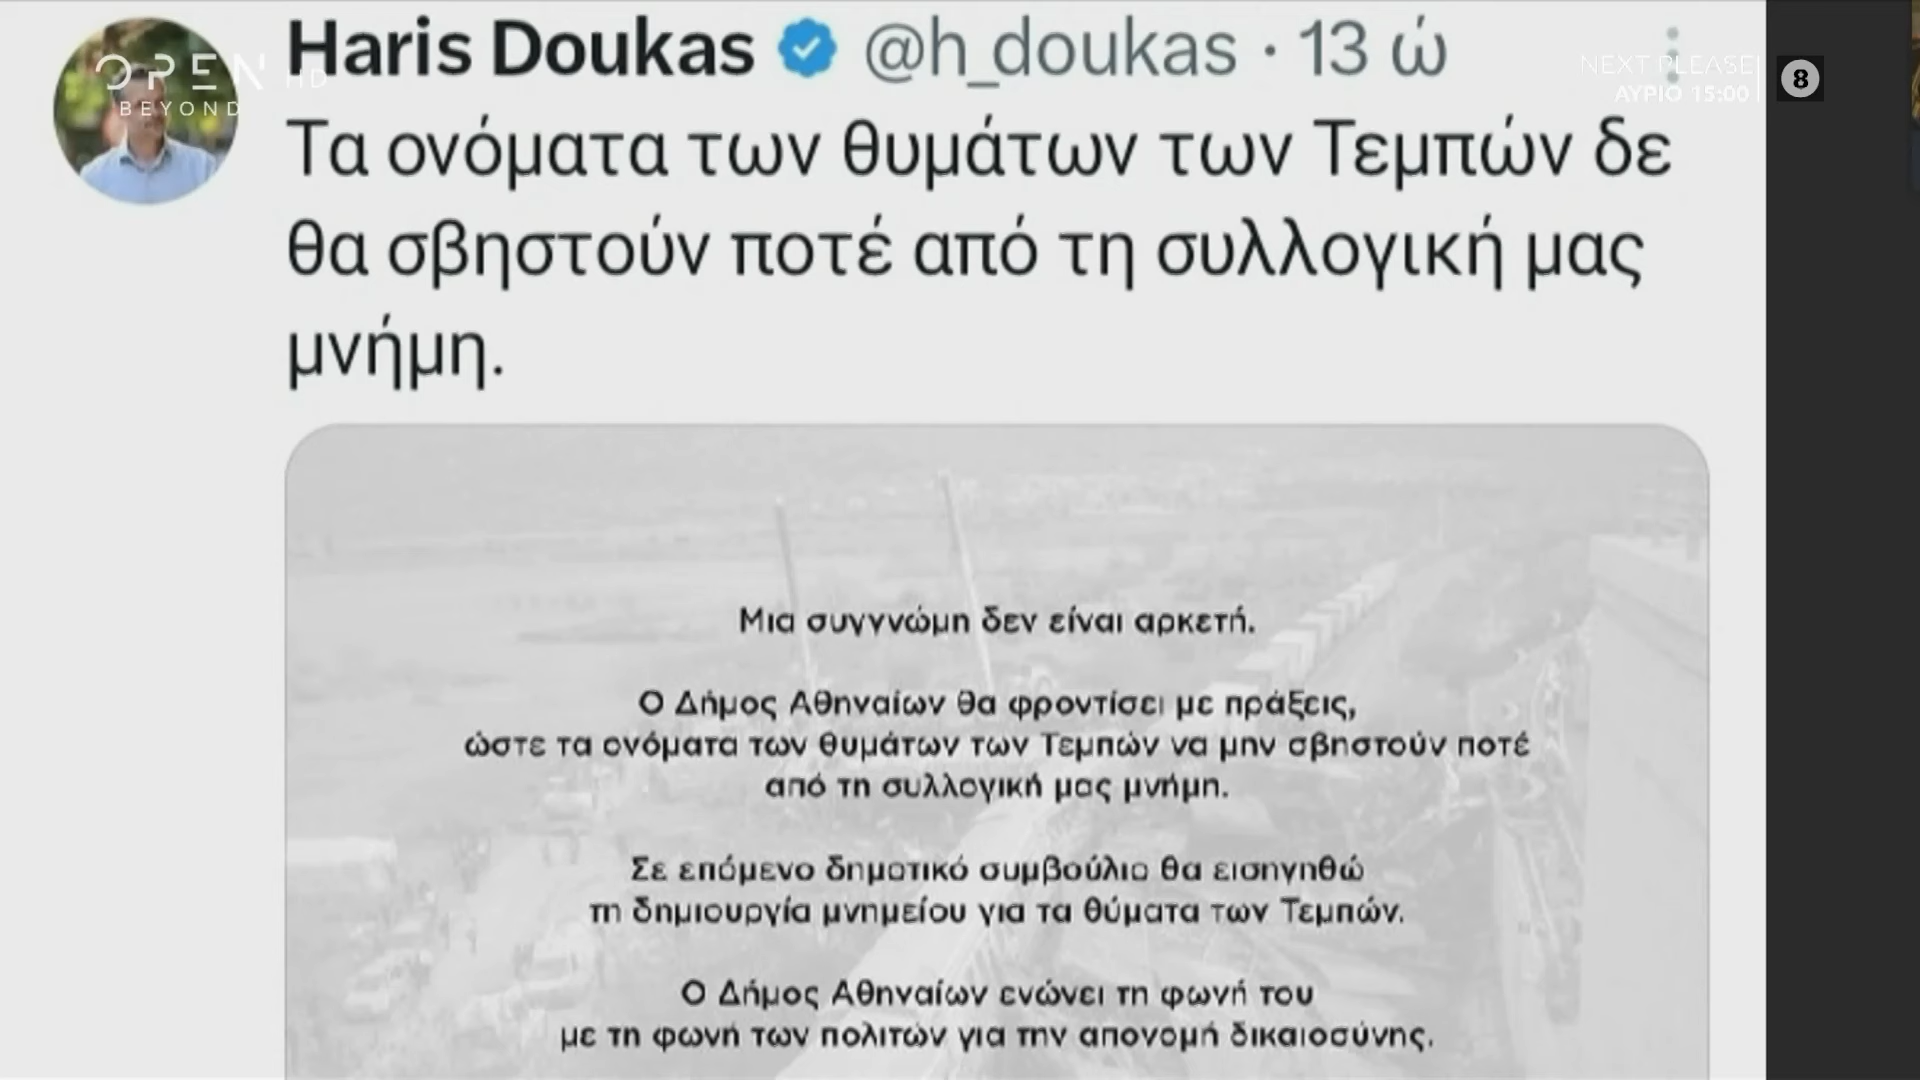 Haris Doukas @h_doukas · 13 ώ
OPEN HD
BEYOND
NEXT PLEASE
ΑΥΡΙΟ 15:00
8
Τα ονόματα των θυμάτων των Τεμπών δε
θα σβηστούν ποτέ από τη συλλογική μας
μνήμη.
Μια συγγνώμη δεν είναι αρκετή.
Ο Δήμος Αθηναίων θα φροντίσει με πράξεις,
ώστε τα ονόματα των θυμάτων των Τεμπών να μην σβηστούν ποτέ
από τη συλλογική μας μνήμη.
Σε επόμενο δημοτικό συμβούλιο θα εισηγηθώ
τη δημιουργία μνημείου για τα θύματα των Τεμπών.
Ο Δήμος Αθηναίων ενώνει τη φωνή του
με τη φωνή των πολιτών για την απονομή δικαιοσύνης.